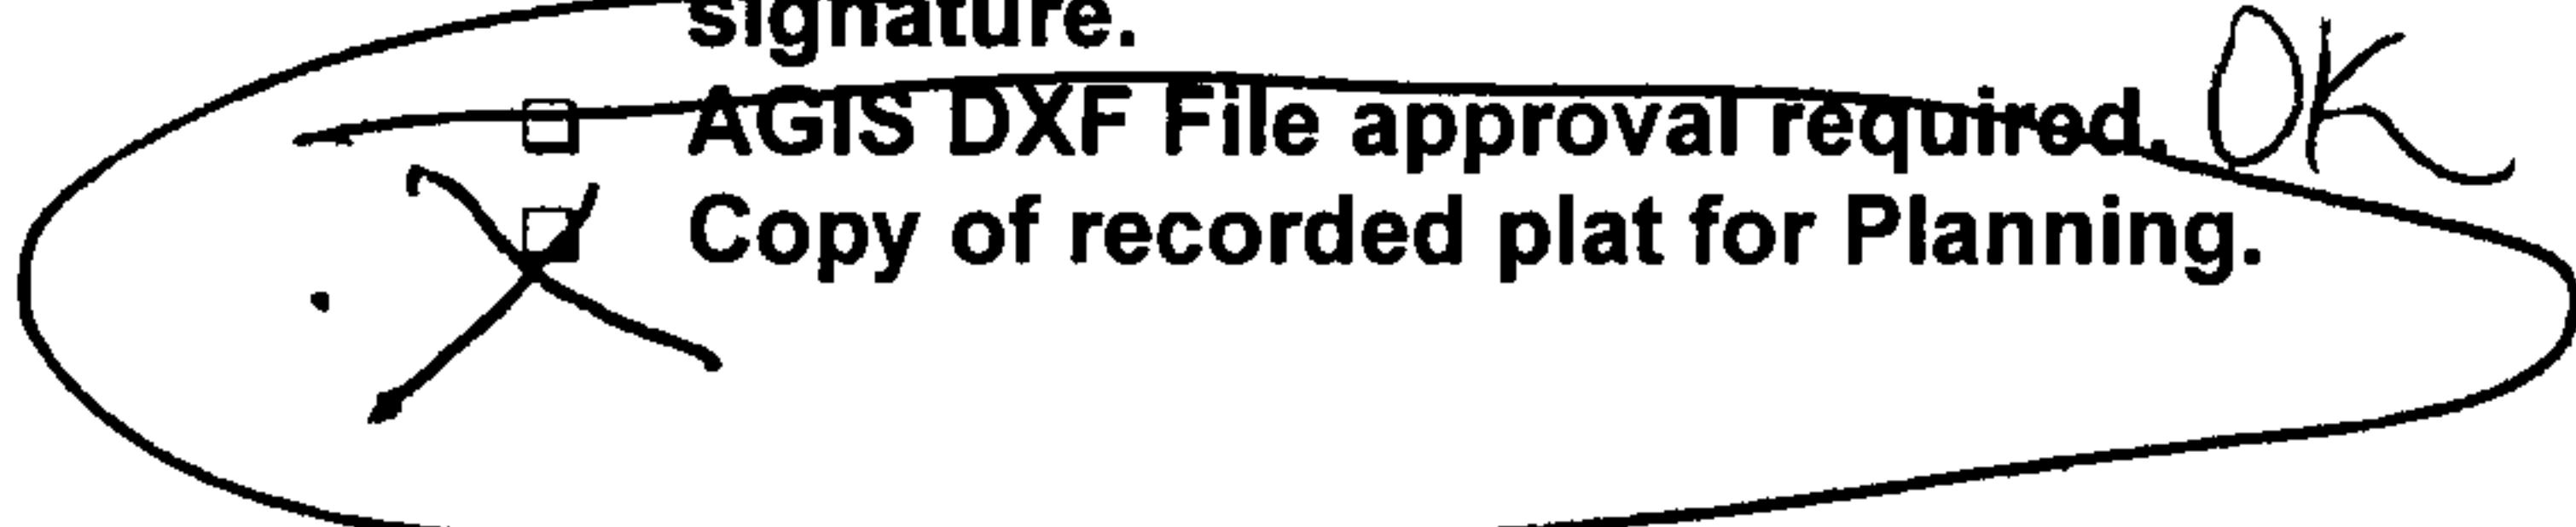 signature.
AGIS DXF File approval required. OK
Copy of recorded plat for Planning.